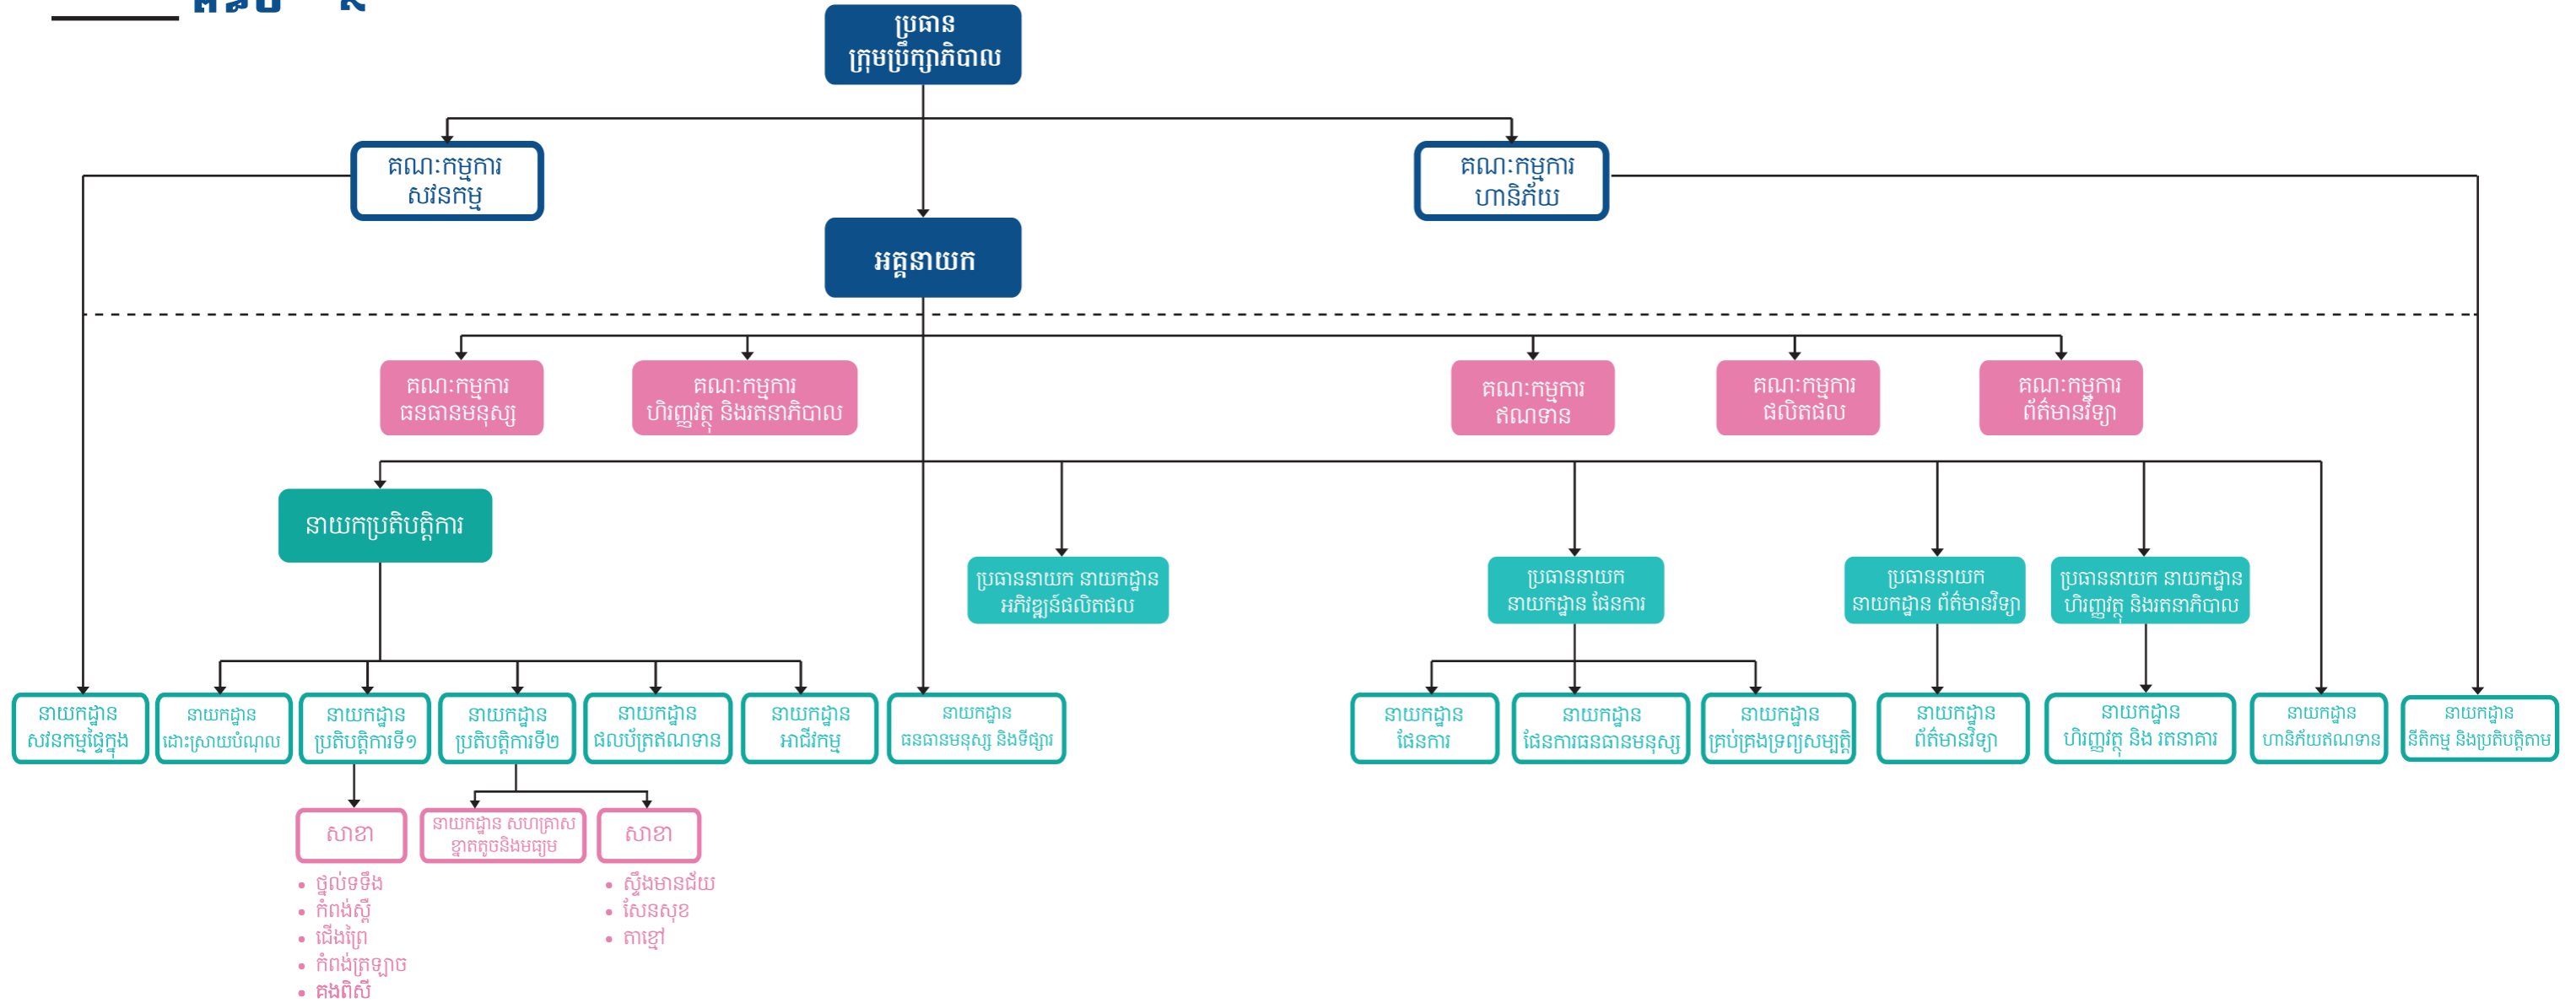 ប្រធាន
ក្រុមប្រឹក្សាភិបាល
គណៈកម្មការ
សវនកម្ម
គណៈកម្មការ
ហានិភ័យ
អគ្គនាយក
គណៈកម្មការ
ធនធានមនុស្ស
គណៈកម្មការ
ហិរញ្ញវត្ថុ និងរតនាភិបាល
គណៈកម្មការ
ឥណទាន
គណៈកម្មការ
ផលិតផល
គណៈកម្មការ
ព័ត៌មានវិទ្យា
នាយកប្រតិបត្តិការ
ប្រធាននាយក នាយកដ្ឋាន
អភិវឌ្ឍន៍ផលិតផល
ប្រធាននាយក
នាយកដ្ឋាន ផែនការ
ប្រធាននាយក
នាយកដ្ឋាន ព័ត៌មានវិទ្យា
ប្រធាននាយក នាយកដ្ឋាន
ហិរញ្ញវត្ថុ និងរតនាភិបាល
នាយកដ្ឋាន
សវនកម្មផ្ទៃក្នុង
នាយកដ្ឋាន
ដោះស្រាយបំណុល
នាយកដ្ឋាន
ប្រតិបត្តិការទី១
នាយកដ្ឋាន
ប្រតិបត្តិការទី២
នាយកដ្ឋាន
ផលប័ត្រឥណទាន
នាយកដ្ឋាន
អាជីវកម្ម
នាយកដ្ឋាន
ធនធានមនុស្ស និងទីផ្សារ
នាយកដ្ឋាន
ផែនការ
នាយកដ្ឋាន
ផែនការធនធានមនុស្ស
នាយកដ្ឋាន
គ្រប់គ្រងទ្រព្យសម្បត្តិ
នាយកដ្ឋាន
ព័ត៌មានវិទ្យា
នាយកដ្ឋាន
ហិរញ្ញវត្ថុ និង រតនាគារ
នាយកដ្ឋាន
ហានិភ័យឥណទាន
នាយកដ្ឋាន
នីតិកម្ម និងប្រតិបត្តិតាម
សាខា
នាយកដ្ឋាន សហគ្រាស
ខ្នាតតូចនិងមធ្យម
សាខា
• ថ្នល់ទទឹង
• កំពង់ស្ពឺ
• ជើងព្រៃ
• កំពង់ត្រឡាច
• គងពិសី
• ស្ទឹងមានជ័យ
• សែនសុខ
• តាខ្មៅ